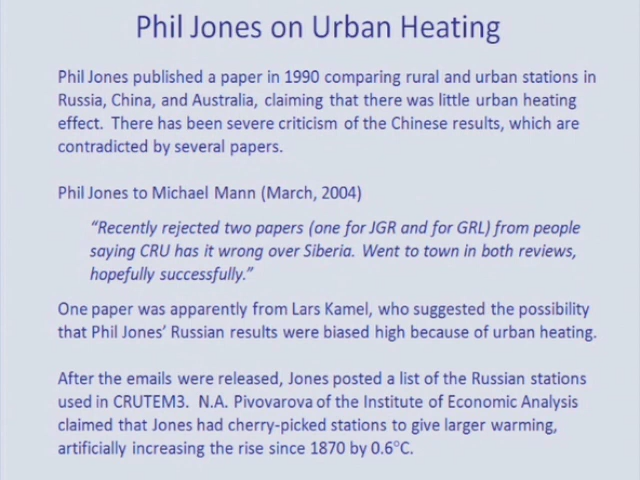 Phil Jones on Urban Heating
Phil Jones published a paper in 1990 comparing rural and urban stations in
Russia, China, and Australia, claiming that there was little urban heating
effect. There has been severe criticism of the Chinese results, which are
contradicted by several papers.
Phil Jones to Michael Mann (March, 2004)
“Recently rejected two papers (one for JGR and for GRL) from people
saying CRU has it wrong over Siberia. Went to town in both reviews,
hopefully successfully.”
One paper was apparently from Lars Kamel, who suggested the possibility
that Phil Jones’ Russian results were biased high because of urban heating.
After the emails were released, Jones posted a list of the Russian stations
used in CRUTEM3. N.A. Pivovarova of the Institute of Economic Analysis
claimed that Jones had cherry-picked stations to give larger warming,
artificially increasing the rise since 1870 by 0.6°C.